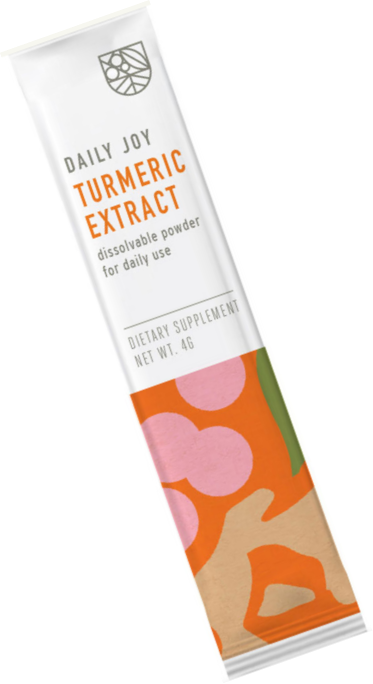 DAILY JOY
TURMERIC
EXTRACT
dissolvable powder
for daily use
DIETARY SUPPLEMENT
NET WT. 4G